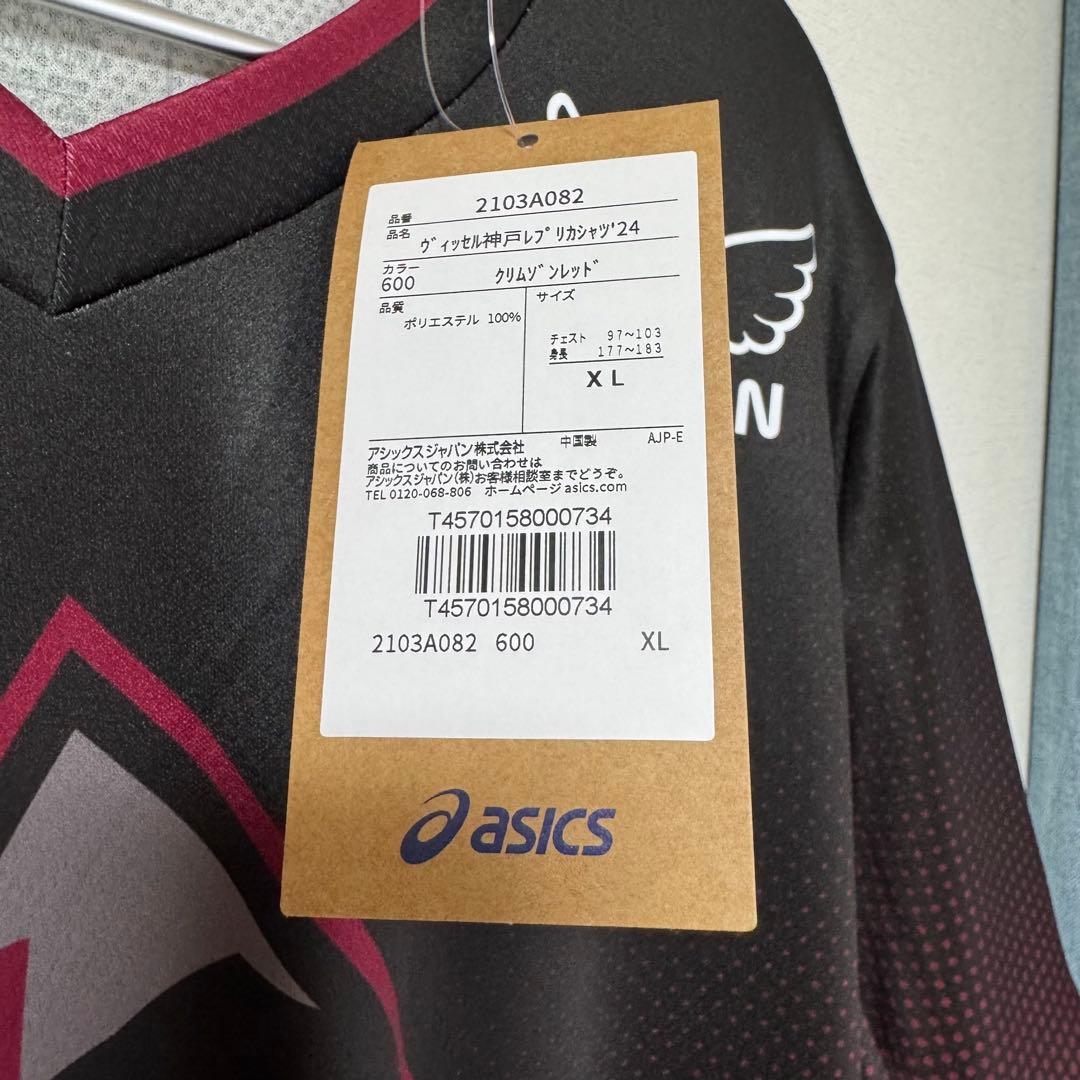 品番 2103A082
品名 ヴィッセル神戸レプリカシャツ'24
カラー
600 クリムゾンレッド
品質
ポリエステル 100%
サイズ
チェスト 97~103
身長 177~183
XL
アシックスジャパン株式会社 中国製 AJP-E
商品についてのお問い合わせは
アシックスジャパン(株)お客様相談室までどうぞ。
TEL 0120-068-806 ホームページ asics.com
T4570158000734
T4570158000734
2103A082 600 XL
asics